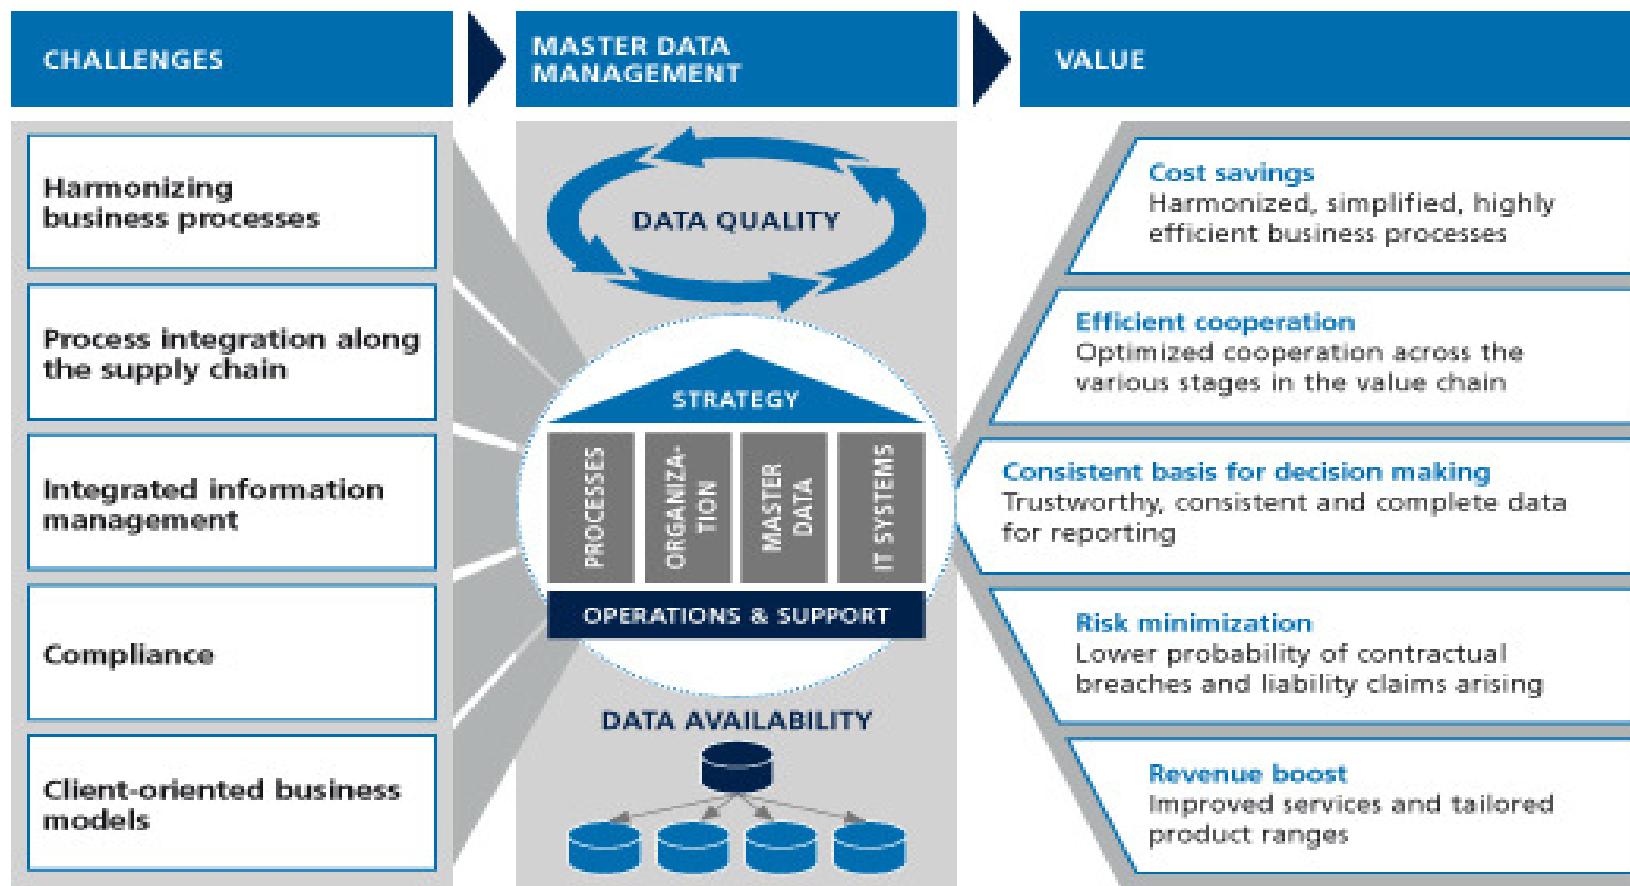 CHALLENGES
MASTER DATA
MANAGEMENT
VALUE
Harmonizing
business processes
Process integration along
the supply chain
Integrated information
management
Compliance
Client-oriented business
models
DATA QUALITY
STRATEGY
PROCESSES
ORGANIZA-
TION
MASTER
DATA
IT SYSTEMS
OPERATIONS & SUPPORT
DATA AVAILABILITY
Cost savings
Harmonized, simplified, highly
efficient business processes
Efficient cooperation
Optimized cooperation across the
various stages in the value chain
Consistent basis for decision making
Trustworthy, consistent and complete data
for reporting
Risk minimization
Lower probability of contractual
breaches and liability claims arising
Revenue boost
Improved services and tailored
product ranges